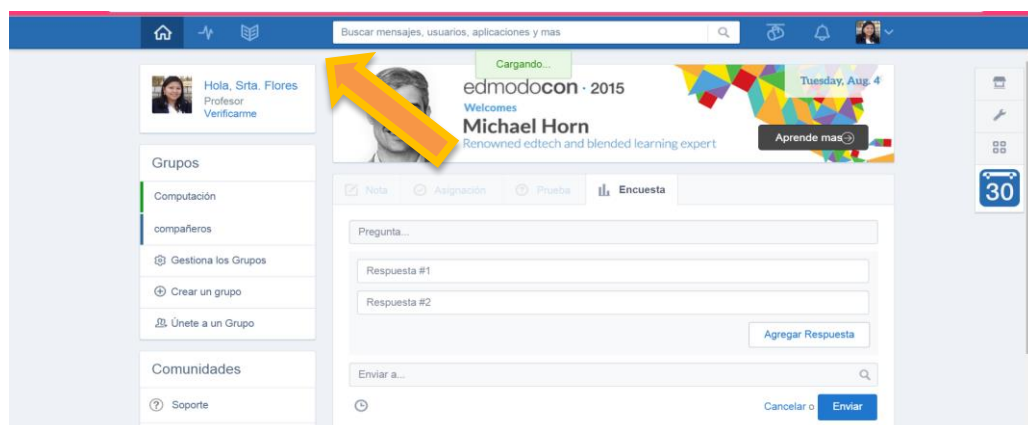 Buscar mensajes, usuarios, aplicaciones y mas
Cargando...
Hola, Srta. Flores
Profesor
Verificarme
edmodocon · 2015
Welcomes
Michael Horn
Renowned edtech and blended learning expert
Tuesday, Aug. 4
Aprende mas
Grupos
Computación
compañeros
Gestiona los Grupos
Crear un grupo
Únete a un Grupo
Comunidades
Soporte
Nota
Asignación
Prueba
Encuesta
Pregunta...
Respuesta #1
Respuesta #2
Agregar Respuesta
Enviar a...
Cancelar o
Enviar
30